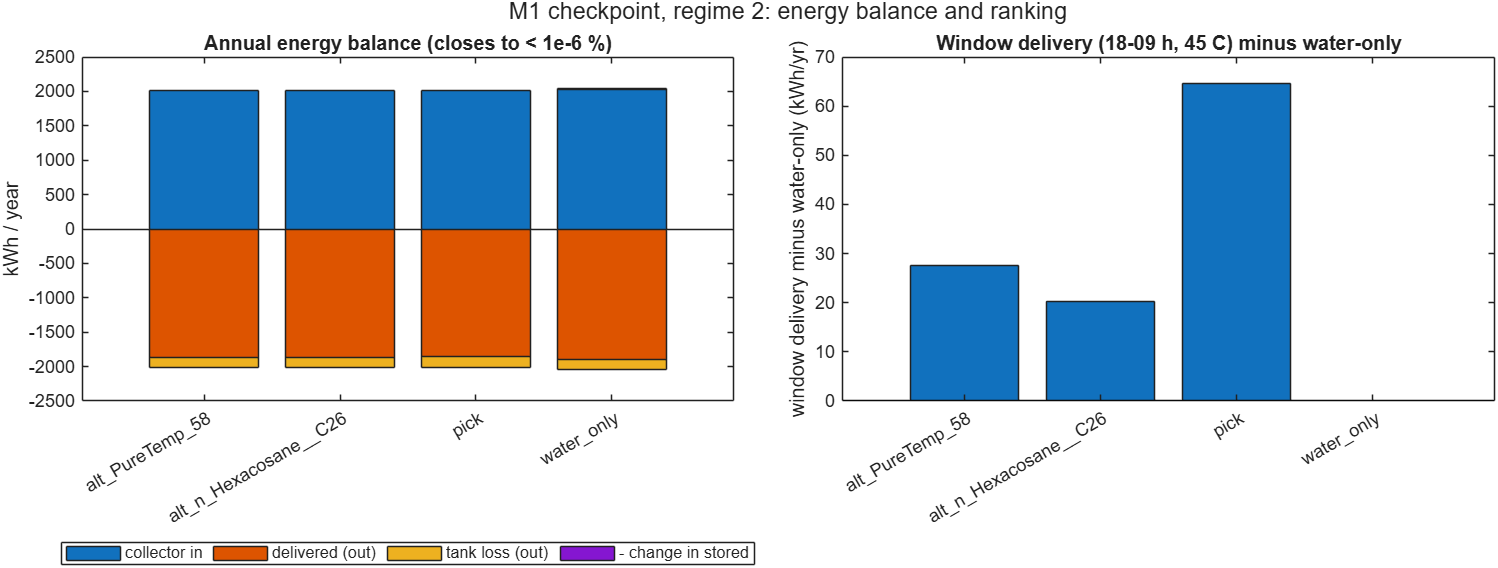 M1 checkpoint, regime 2: energy balance and ranking
Annual energy balance (closes to < 1e-6 %)
kWh / year
2500
2000
1500
1000
500
0
-500
-1000
-1500
-2000
-2500
alt_PureTemp_58
alt_n_Hexacosane__C26
pick
water_only
collector in
delivered (out)
tank loss (out)
- change in stored
Window delivery (18-09 h, 45 C) minus water-only
window delivery minus water-only (kWh/yr)
70
60
50
40
30
20
10
0
alt_PureTemp_58
alt_n_Hexacosane__C26
pick
water_only